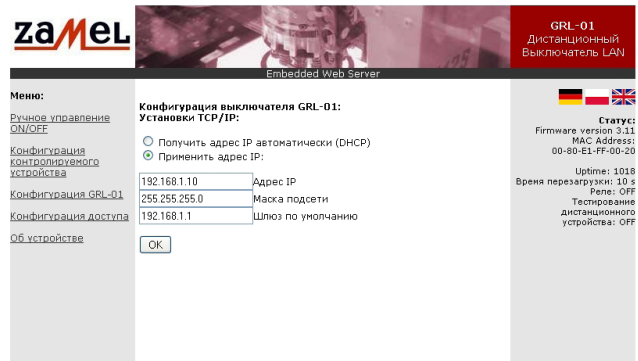 zaMeL
GRL-01
Дистанционный
Выключатель LAN
Embedded Web Server
Меню:
Ручное управление
ON/OFF
Конфигурация
контролируемого
устройства
Конфигурация GRL-01
Конфигурация доступа
Об устройстве
Конфигурация выключателя GRL-01:
Установки TCP/IP:
Получить адрес IP автоматически (DHCP)
Применить адрес IP:
192.168.1.10 Адрес IP
255.255.255.0 Маска подсети
192.168.1.1 Шлюз по умолчанию
OK
Статус:
Firmware version 3.11
MAC Address:
00-80-E1-FF-00-20
Uptime: 1018
Время перезагрузки: 10 s
Реле: OFF
Тестирование
дистанционного
устройства: OFF